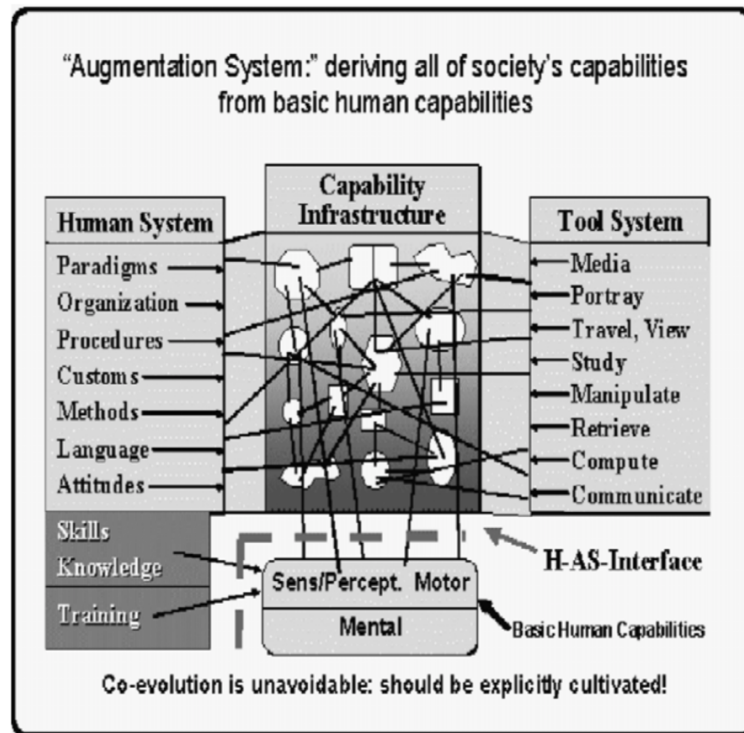 “Augmentation System:” deriving all of society’s capabilities
from basic human capabilities
Capability
Infrastructure
Human System
Paradigms
Organization
Procedures
Customs
Methods
Language
Attitudes
Skills
Knowledge
Training
Tool System
Media
Portray
Travel, View
Study
Manipulate
Retrieve
Compute
Communicate
H-AS-Interface
Sens/Percept. Motor
Mental
Basic Human Capabilities
Co-evolution is unavoidable: should be explicitly cultivated!